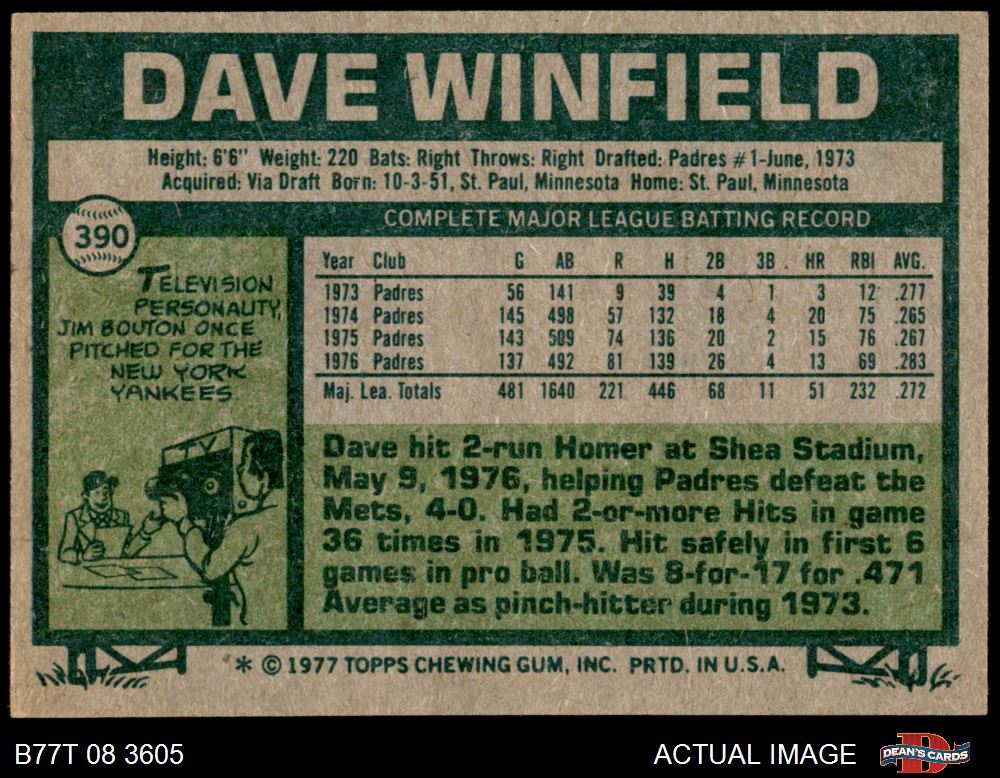 DAVE WINFIELD
Height: 6'6" Weight: 220 Bats: Right Throws: Right Drafted: Padres #1-June, 1973
Acquired: Via Draft Born: 10-3-51, St. Paul, Minnesota Home: St. Paul, Minnesota
390
TELEVISION
PERSONALITY,
JIM BOUTON ONCE
PITCHED FOR THE
NEW YORK
YANKEES
TV
COMPLETE MAJOR LEAGUE BATTING RECORD
Year Club G AB R H 2B 3B HR RBI AVG.
1973 Padres 56 141 9 39 4 1 3 12 .277
1974 Padres 145 498 57 132 18 4 20 75 .265
1975 Padres 143 509 74 136 20 2 15 76 .267
1976 Padres 137 492 81 139 26 4 13 69 .283
Maj. Lea. Totals 481 1640 221 446 68 11 51 232 .272
Dave hit 2-run Homer at Shea Stadium,
May 9, 1976, helping Padres defeat the
Mets, 4-0. Had 2-or-more Hits in game
36 times in 1975. Hit safely in first 6
games in pro ball. Was 8-for-17 for .471
Average as pinch-hitter during 1973.
* © 1977 TOPPS CHEWING GUM, INC. PRTD. IN U.S.A.
B77T 08 3605
ACTUAL IMAGE
D
DEAN'S CARDS